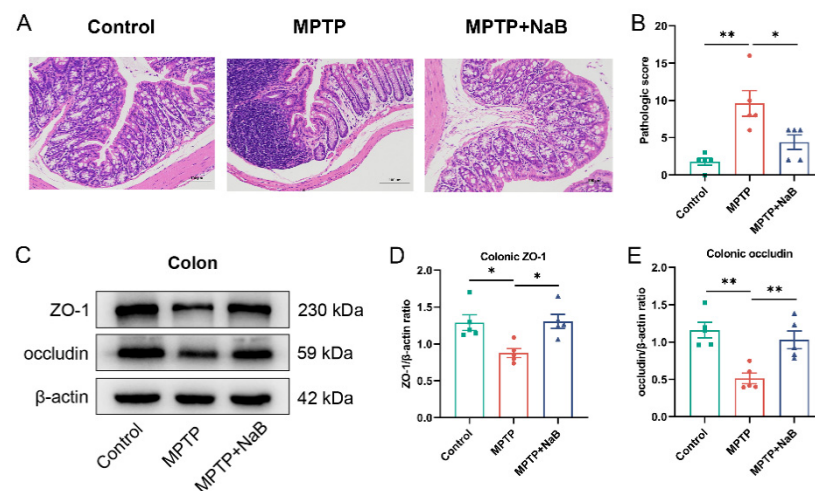 A
Control
MPTP
MPTP+NaB
B
Pathologic score
20
15
10
5
0
** *
Control
MPTP
MPTP+NaB
C
Colon
ZO-1
230 kDa
occludin
59 kDa
β-actin
42 kDa
Control
MPTP
MPTP+NaB
D
Colonic ZO-1
ZO-1/β-actin ratio
2.0
1.5
1.0
0.5
0.0
* *
Control
MPTP
MPTP+NaB
E
Colonic occludin
occludin/β-actin ratio
2.0
1.5
1.0
0.5
0.0
** **
Control
MPTP
MPTP+NaB